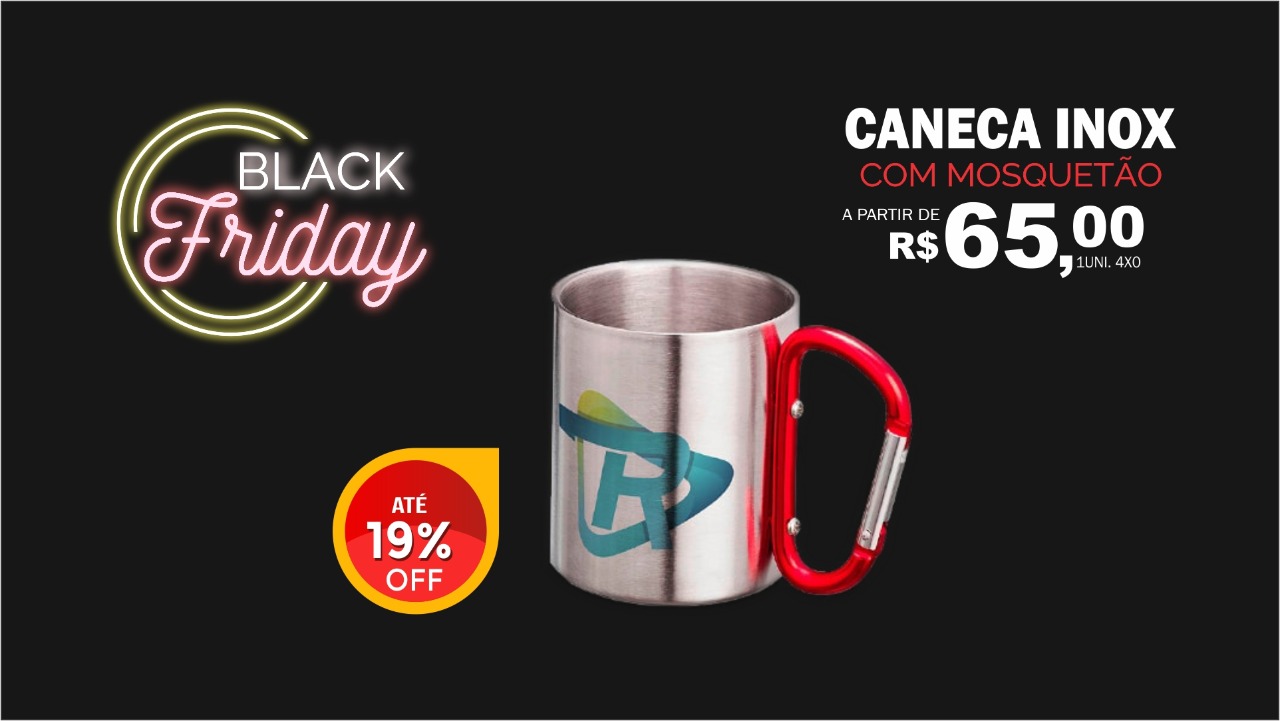 BLACK
Friday
CANECA INOX
COM MOSQUETÃO
A PARTIR DE
R$ 65,00
1UNI. 4X0
R
ATÉ
19%
OFF